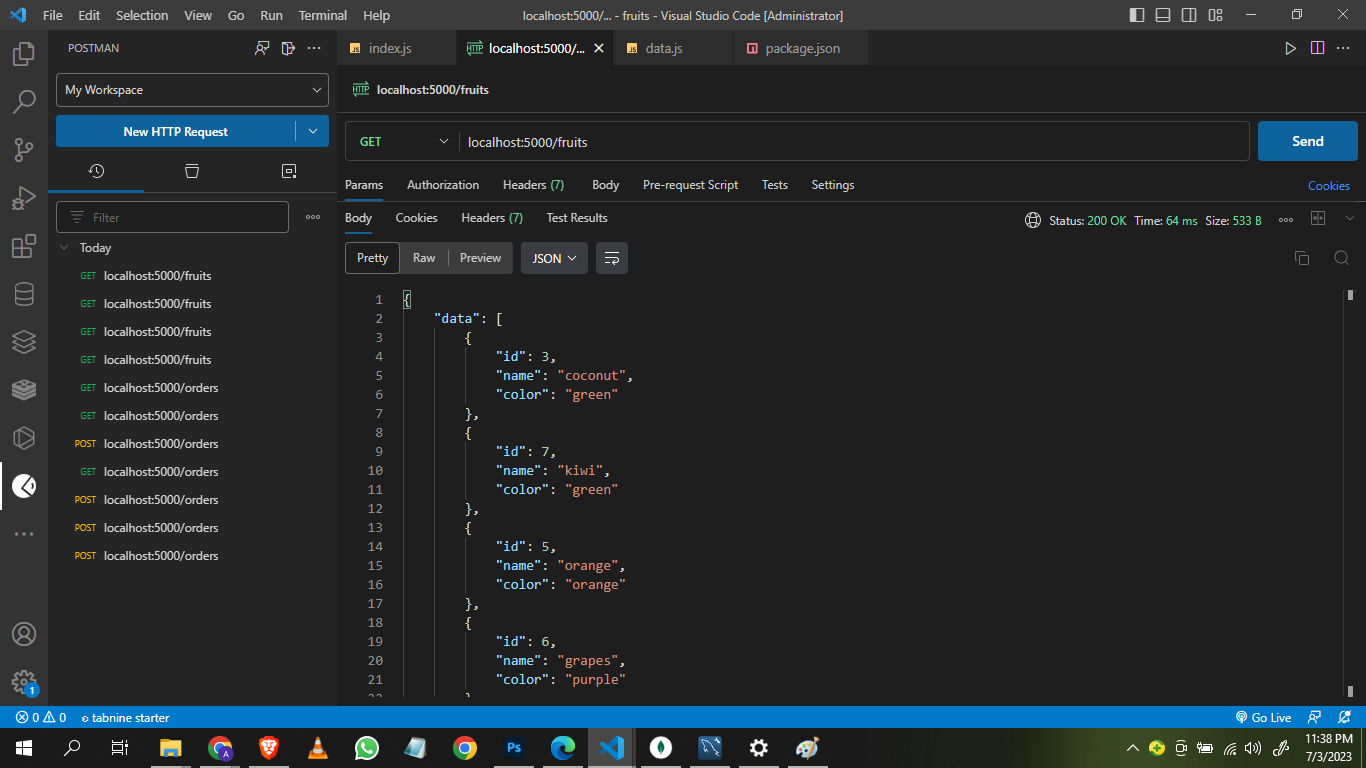 File Edit Selection View Go Run Terminal Help localhost:5000/... - fruits - Visual Studio Code [Administrator]
POSTMAN
index.js localhost:5000/... data.js package.json
My Workspace
localhost:5000/fruits
New HTTP Request
GET localhost:5000/fruits Send
Params Authorization Headers (7) Body Pre-request Script Tests Settings Cookies
Filter
Body Cookies Headers (7) Test Results Status: 200 OK Time: 64 ms Size: 533 B
Today
Pretty Raw Preview JSON
GET localhost:5000/fruits
GET localhost:5000/fruits
GET localhost:5000/fruits
GET localhost:5000/fruits
GET localhost:5000/orders
GET localhost:5000/orders
POST localhost:5000/orders
GET localhost:5000/orders
POST localhost:5000/orders
POST localhost:5000/orders
POST localhost:5000/orders
1 {
2 "data": [
3 {
4 "id": 3,
5 "name": "coconut",
6 "color": "green"
7 },
8 {
9 "id": 7,
10 "name": "kiwi",
11 "color": "green"
12 },
13 {
14 "id": 5,
15 "name": "orange",
16 "color": "orange"
17 },
18 {
19 "id": 6,
20 "name": "grapes",
21 "color": "purple"
1
0 0 tabnine starter Go Live
A Ps
11:38 PM
7/3/2023